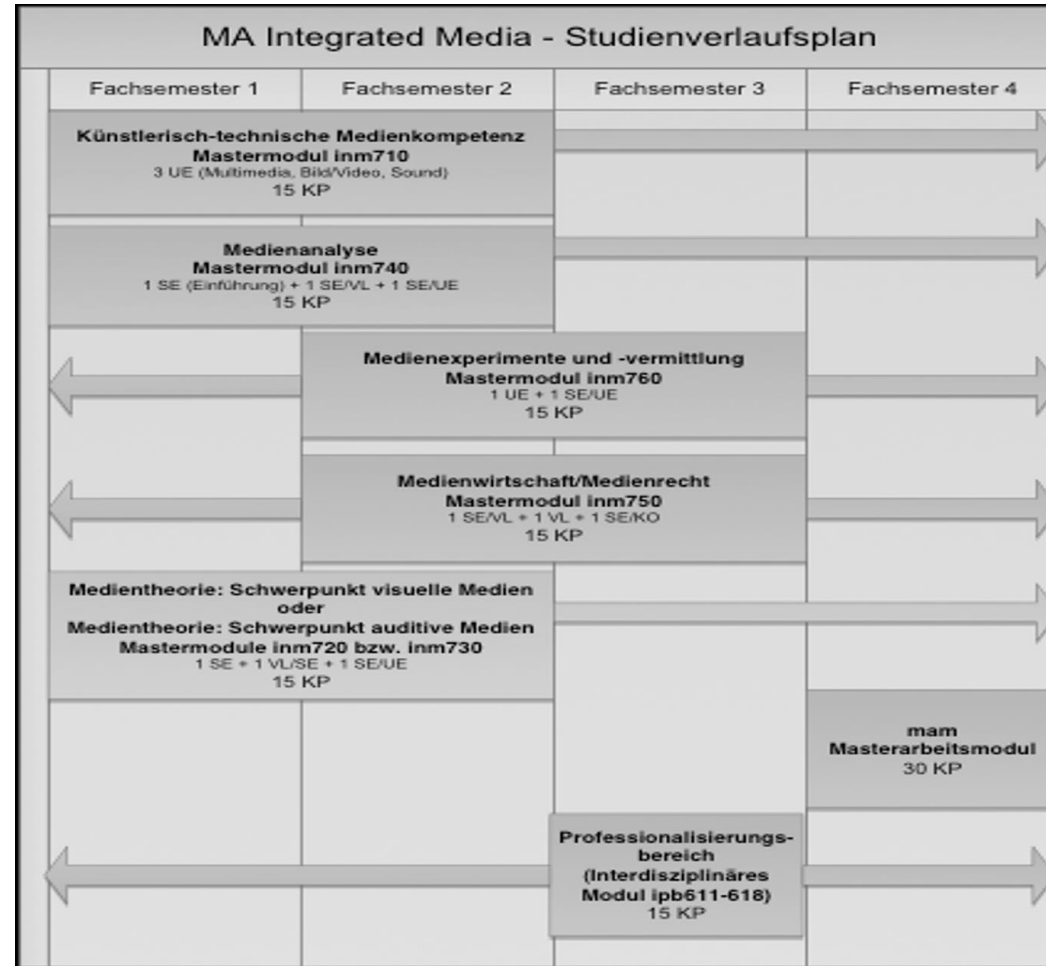 MA Integrated Media - Studienverlaufsplan
Fachsemester 1
Fachsemester 2
Fachsemester 3
Fachsemester 4
Künstlerisch-technische Medienkompetenz
Mastermodul inm710
3 UE (Multimedia, Bild/Video, Sound)
15 KP
Medienanalyse
Mastermodul inm740
1 SE (Einführung) + 1 SE/VL + 1 SE/UE
15 KP
Medienexperimente und -vermittlung
Mastermodul inm760
1 UE + 1 SE/UE
15 KP
Medienwirtschaft/Medienrecht
Mastermodul inm750
1 SE/VL + 1 VL + 1 SE/KO
15 KP
Medientheorie: Schwerpunkt visuelle Medien
oder
Medientheorie: Schwerpunkt auditive Medien
Mastermodule inm720 bzw. inm730
1 SE + 1 VL/SE + 1 SE/UE
15 KP
mam
Masterarbeitsmodul
30 KP
Professionalisierungs-
bereich
(Interdisziplinäres
Modul ipb611-618)
15 KP